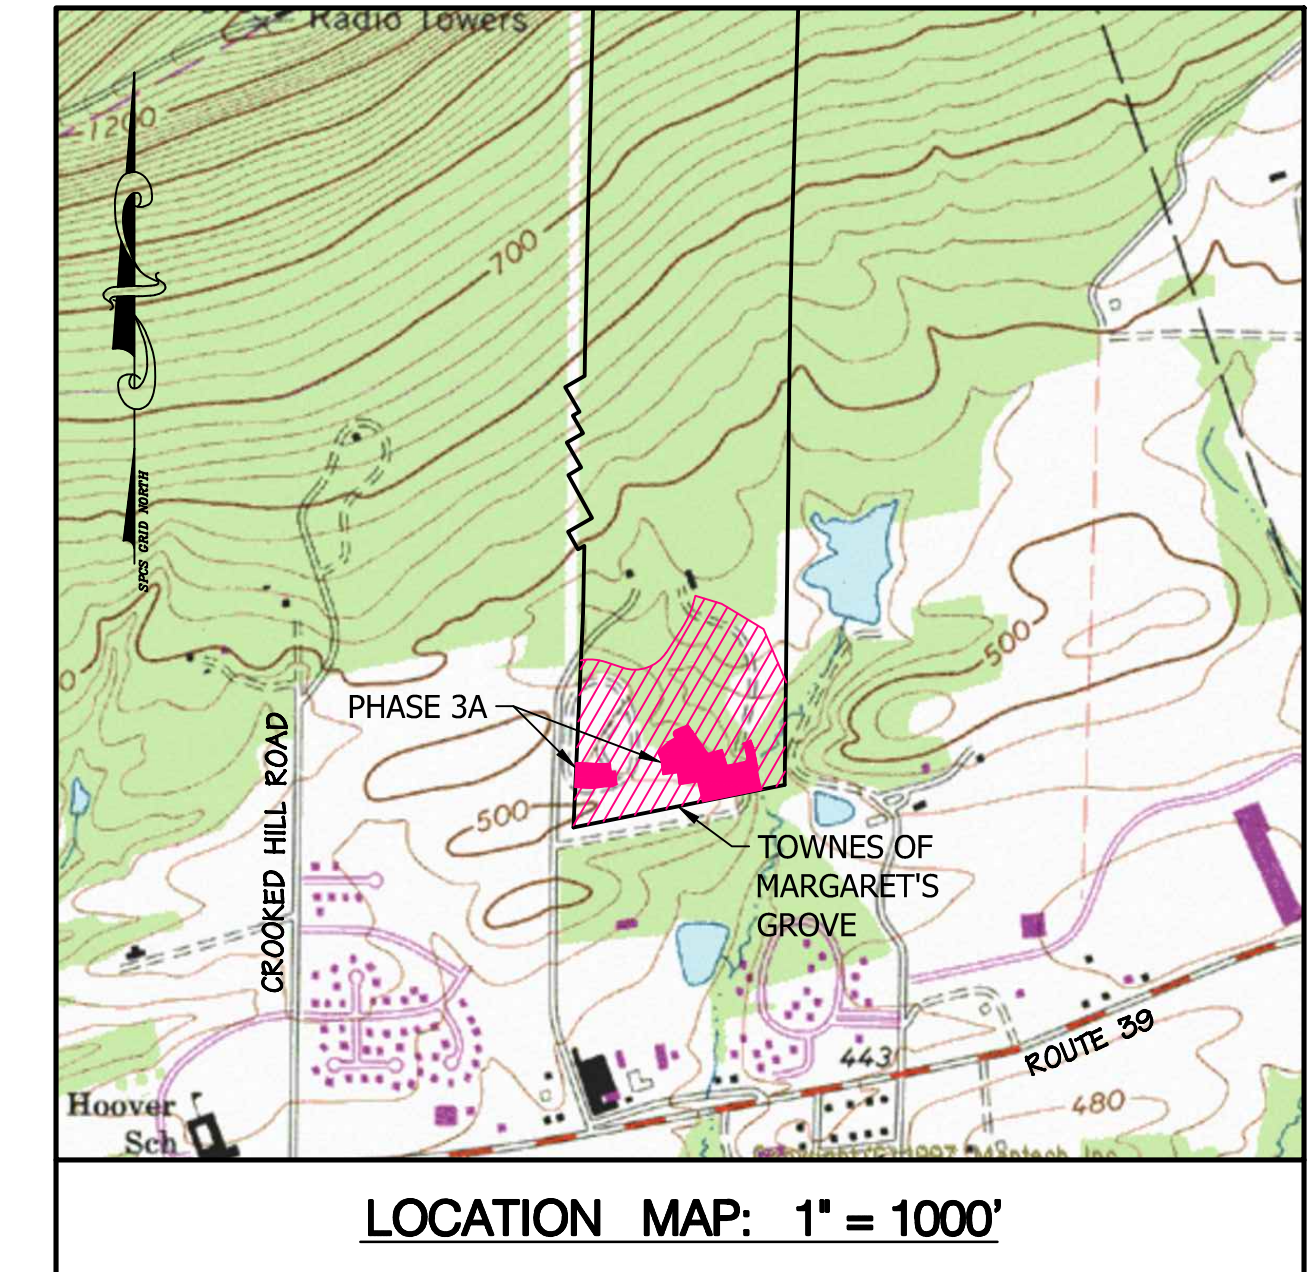 Radio Towers
1200
700
SPCS GRID NORTH
500
0
PHASE 3A
CROOKED HILL ROAD
500
TOWNES OF
MARGARET'S
GROVE
ROUTE 39
443
480
Hoover
Sch
LOCATION MAP: 1" = 1000'